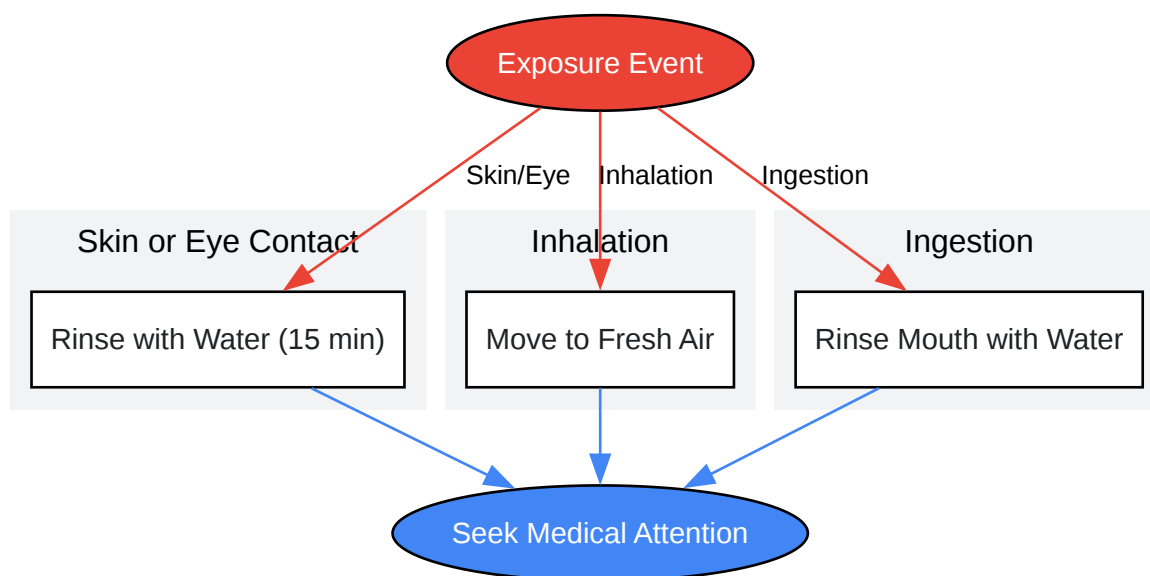 Exposure Event
Skin/Eye
Inhalation
Ingestion
Skin or Eye Contact
Inhalation
Ingestion
Rinse with Water (15 min)
Move to Fresh Air
Rinse Mouth with Water
Seek Medical Attention